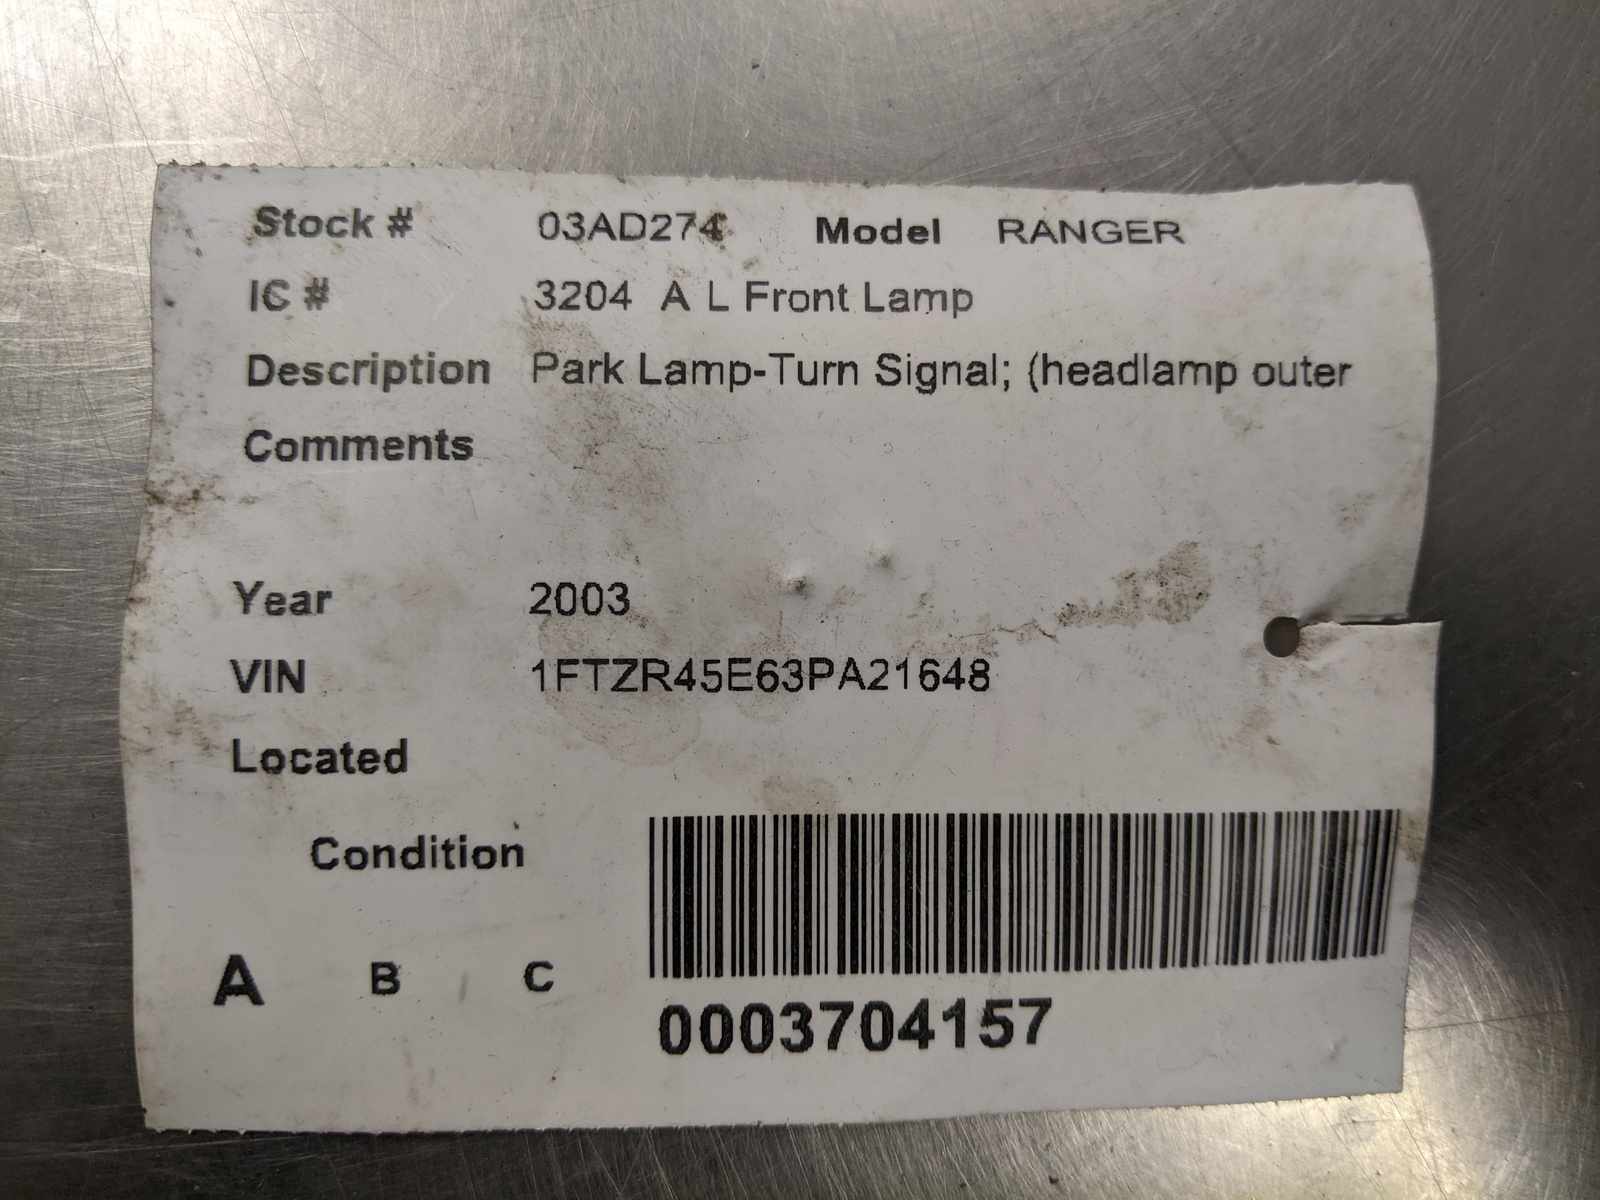 Stock # 03AD274 Model RANGER
IC # 3204 A L Front Lamp
Description Park Lamp-Turn Signal; (headlamp outer
Comments
Year 2003
VIN 1FTZR45E63PA21648
Located
Condition
A B C
0003704157